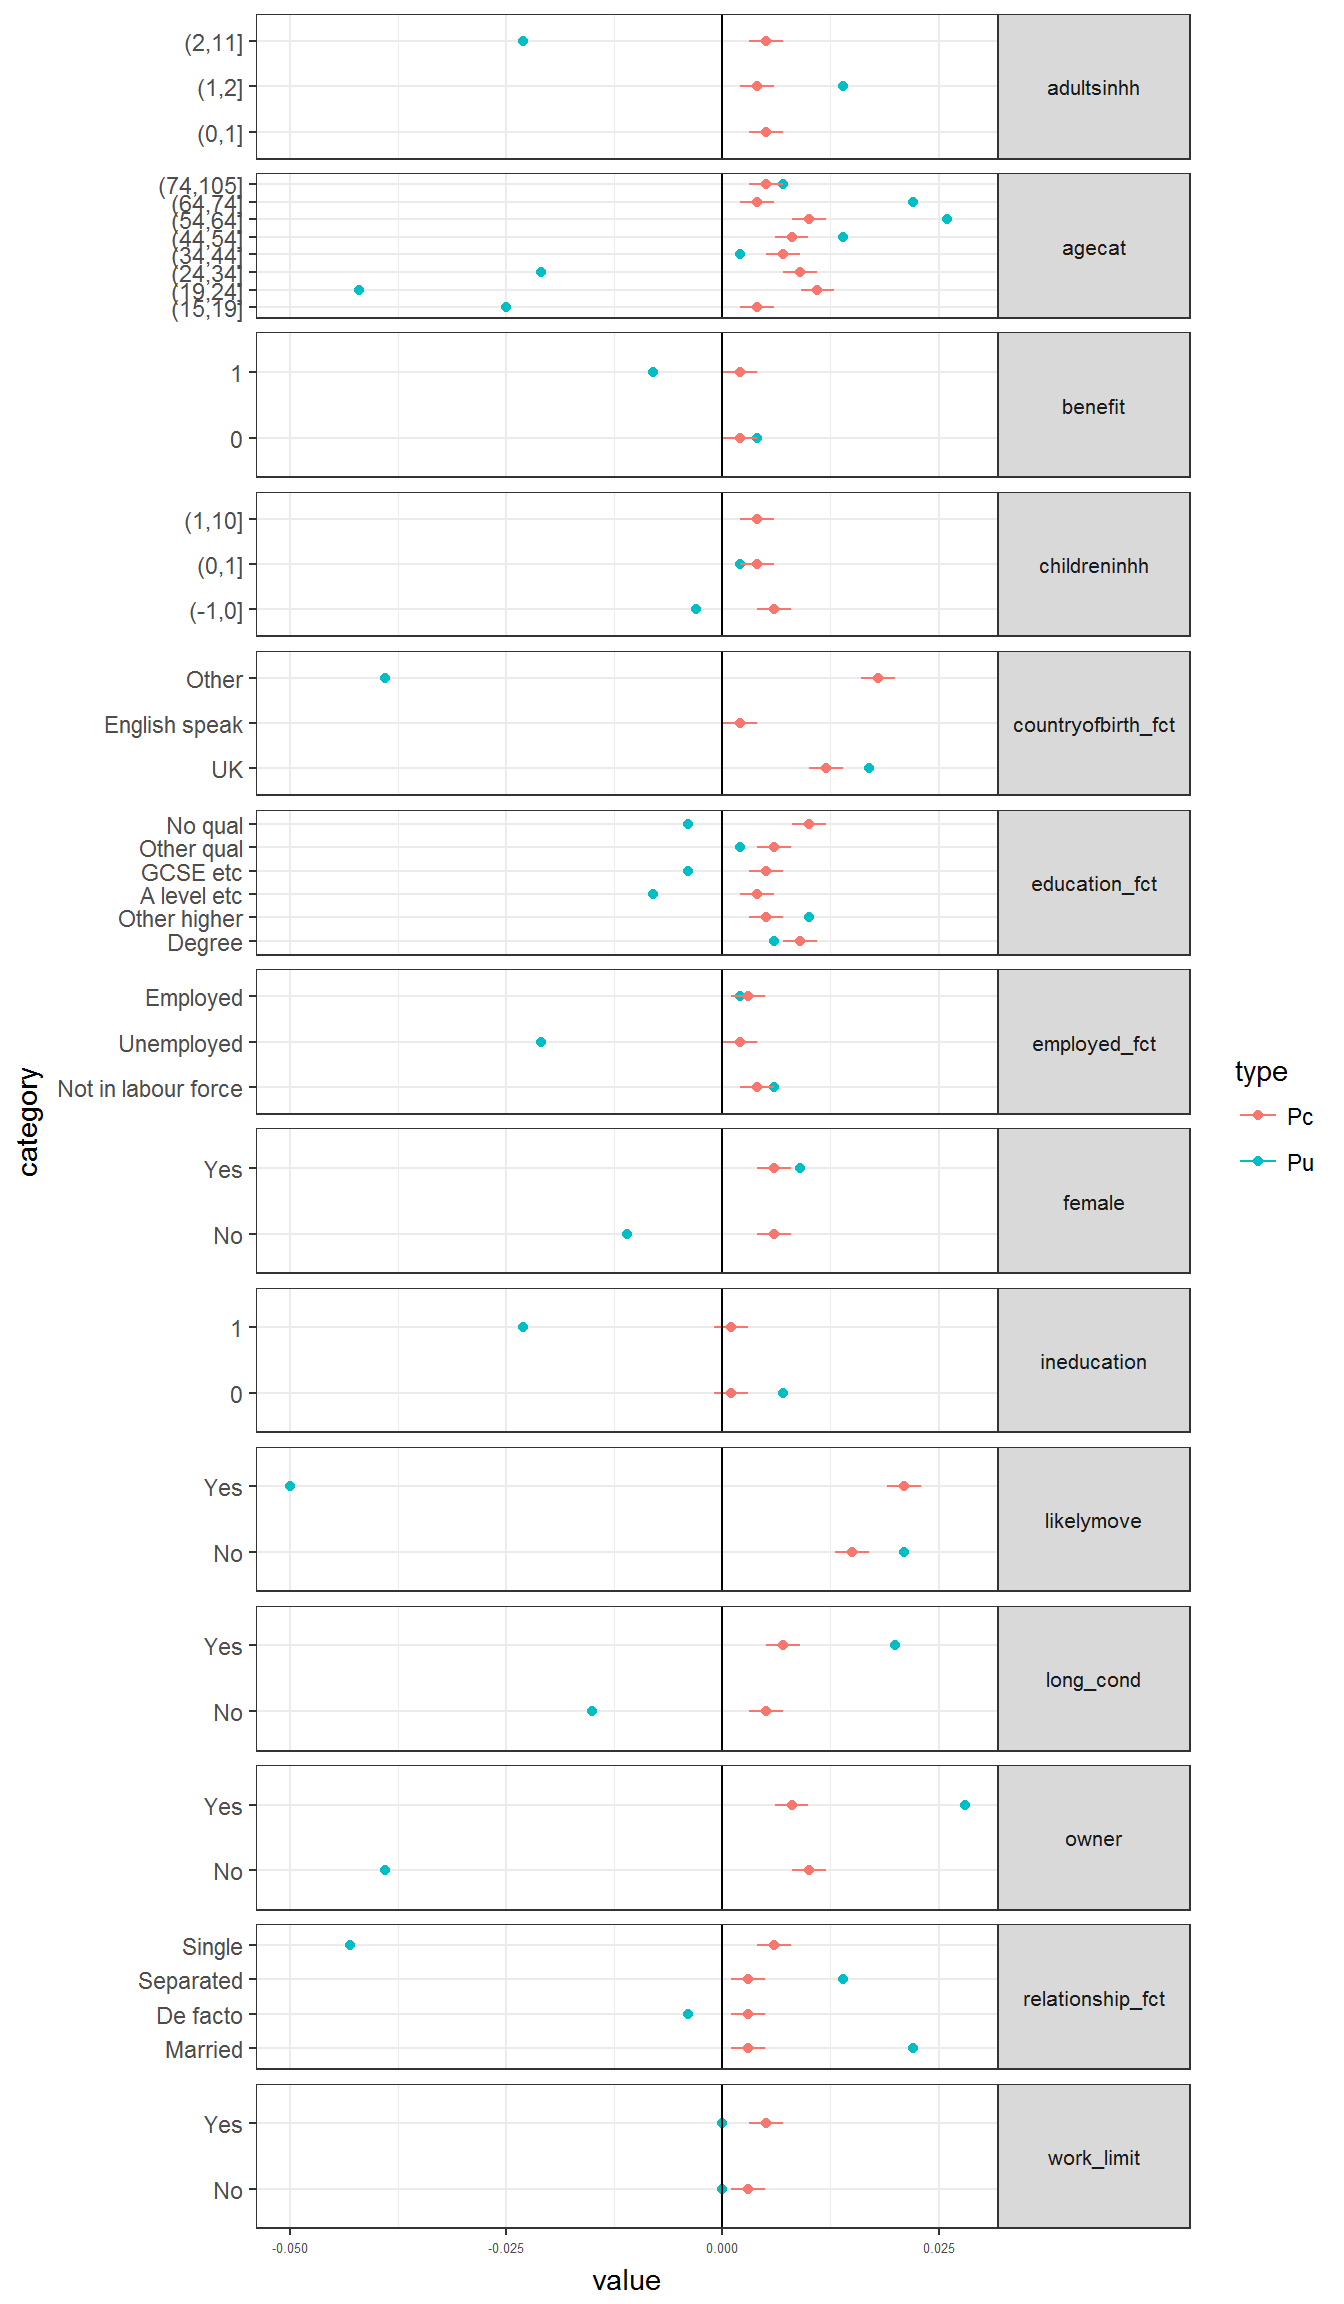 (2,11]
(1,2]
(0,1]
adultsinhh
(74,105]
(64,74]
(54,64]
(44,54]
(34,44]
(24,34]
(19,24]
(15,19]
agecat
1
0
benefit
(1,10]
(0,1]
(-1,0]
childreninhh
Other
English speak
UK
countryofbirth_fct
No qual
Other qual
GCSE etc
A level etc
Other higher
Degree
education_fct
Employed
Unemployed
Not in labour force
employed_fct
Yes
No
female
1
0
ineducation
Yes
No
likelymove
Yes
No
long_cond
Yes
No
owner
Single
Separated
De facto
Married
relationship_fct
Yes
No
work_limit
-0.050
-0.025
0.000
0.025
value
category
type
Pc
Pu